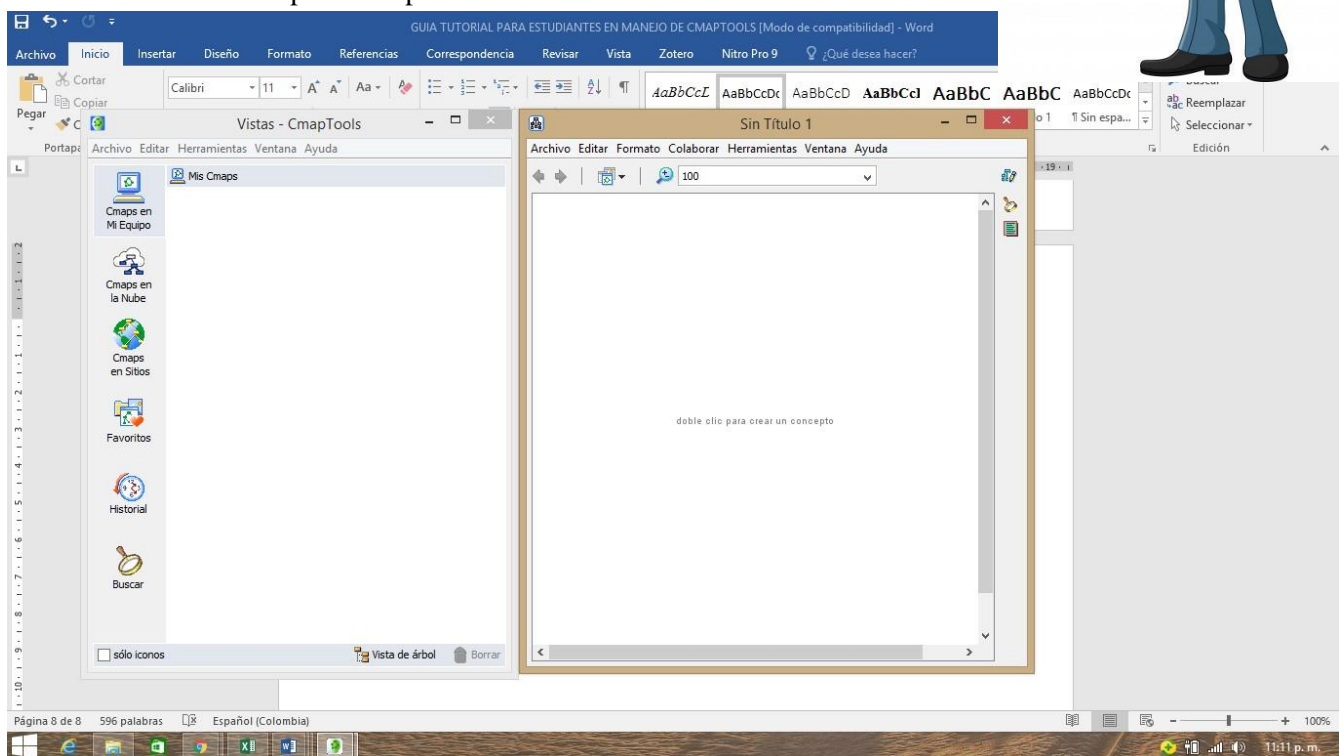 GUIA TUTORIAL PARA ESTUDIANTES EN MANEJO DE CMAPTOOLS [Modo de compatibilidad] - Word
Archivo Inicio Insertar Diseño Formato Referencias Correspondencia Revisar Vista Zotero Nitro Pro 9 ¿Qué desea hacer?
Cortar
Copiar
Pegar
Calibri 11 Aa
AaBbCcL AaBbCcDc AaBbCcD AaBbCcl AaBbC AaBbC AaBbCcDc
¶ Sin espa...
Reemplazar
Seleccionar
Edición
Vistas - CmapTools
Archivo Editar Herramientas Ventana Ayuda
Mis Cmaps
Cmaps en
Mi Equipo
Cmaps en
la Nube
Cmaps
en Sitios
Favoritos
Historial
Buscar
sólo iconos Vista de árbol Borrar
Sin Título 1
Archivo Editar Formato Colaborar Herramientas Ventana Ayuda
100
doble clic para crear un concepto
Página 8 de 8 596 palabras Español (Colombia) 100%
11:11 p. m.